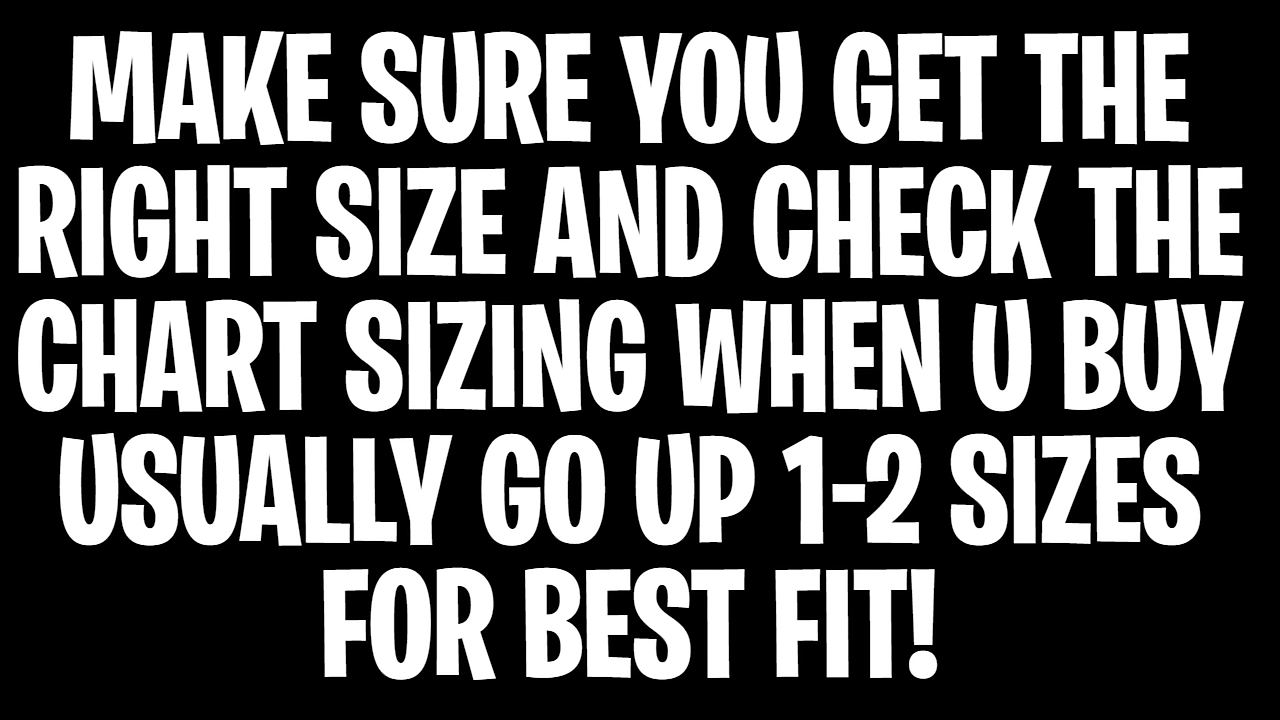 MAKE SURE YOU GET THE
RIGHT SIZE AND CHECK THE
CHART SIZING WHEN U BUY
USUALLY GO UP 1-2 SIZES
FOR BEST FIT!